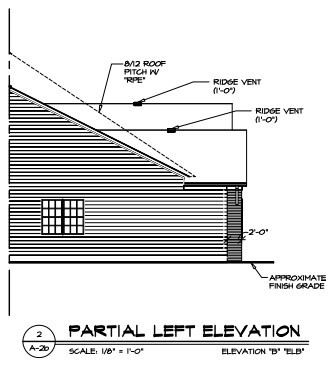 8/12 ROOF
PITCH W/
"RPE"
RIDGE VENT
(1'-0")
RIDGE VENT
(1'-0")
2'-0"
APPROXIMATE
FINISH GRADE
2
A-2b
PARTIAL LEFT ELEVATION
SCALE: 1/8" = 1'-0"
ELEVATION "B" "ELB"